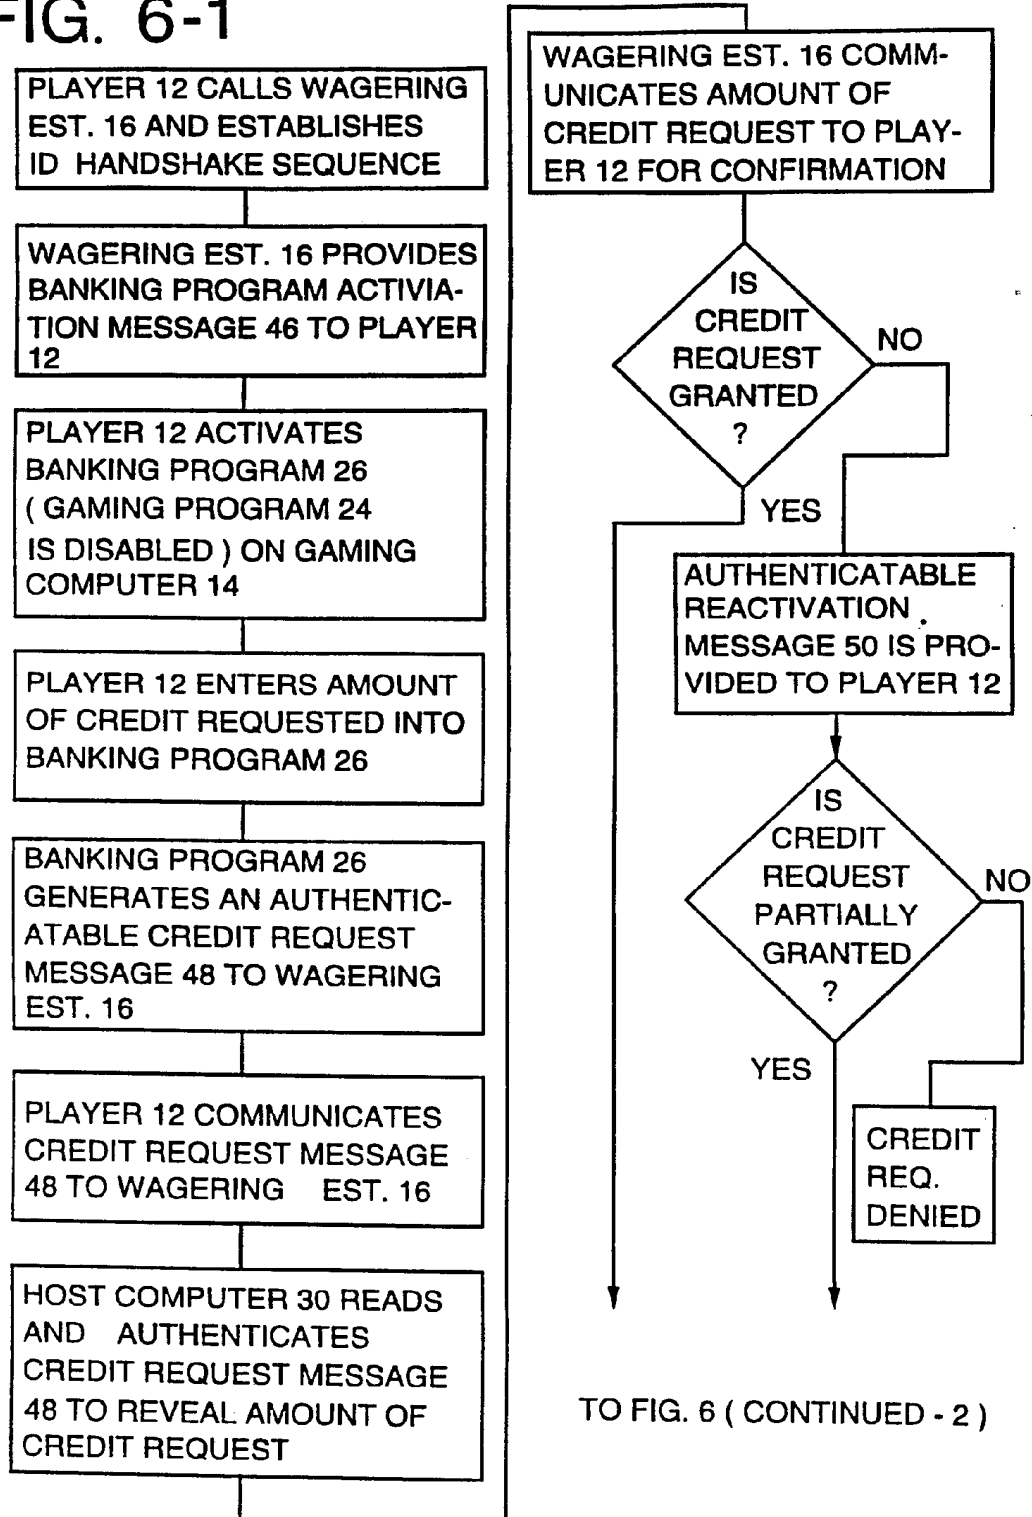 FIG. 6-1
PLAYER 12 CALLS WAGERING
EST. 16 AND ESTABLISHES
ID HANDSHAKE SEQUENCE
WAGERING EST. 16 PROVIDES
BANKING PROGRAM ACTIVIA-
TION MESSAGE 46 TO PLAYER
12
PLAYER 12 ACTIVATES
BANKING PROGRAM 26
( GAMING PROGRAM 24
IS DISABLED ) ON GAMING
COMPUTER 14
PLAYER 12 ENTERS AMOUNT
OF CREDIT REQUESTED INTO
BANKING PROGRAM 26
BANKING PROGRAM 26
GENERATES AN AUTHENTIC-
ATABLE CREDIT REQUEST
MESSAGE 48 TO WAGERING
EST. 16
PLAYER 12 COMMUNICATES
CREDIT REQUEST MESSAGE
48 TO WAGERING EST. 16
HOST COMPUTER 30 READS
AND AUTHENTICATES
CREDIT REQUEST MESSAGE
48 TO REVEAL AMOUNT OF
CREDIT REQUEST
WAGERING EST. 16 COMM-
UNICATES AMOUNT OF
CREDIT REQUEST TO PLAY-
ER 12 FOR CONFIRMATION
IS
CREDIT
REQUEST
GRANTED
?
NO
YES
AUTHENTICATABLE
REACTIVATION
MESSAGE 50 IS PRO-
VIDED TO PLAYER 12
IS
CREDIT
REQUEST
PARTIALLY
GRANTED
?
NO
YES
CREDIT
REQ.
DENIED
TO FIG. 6 ( CONTINUED - 2 )